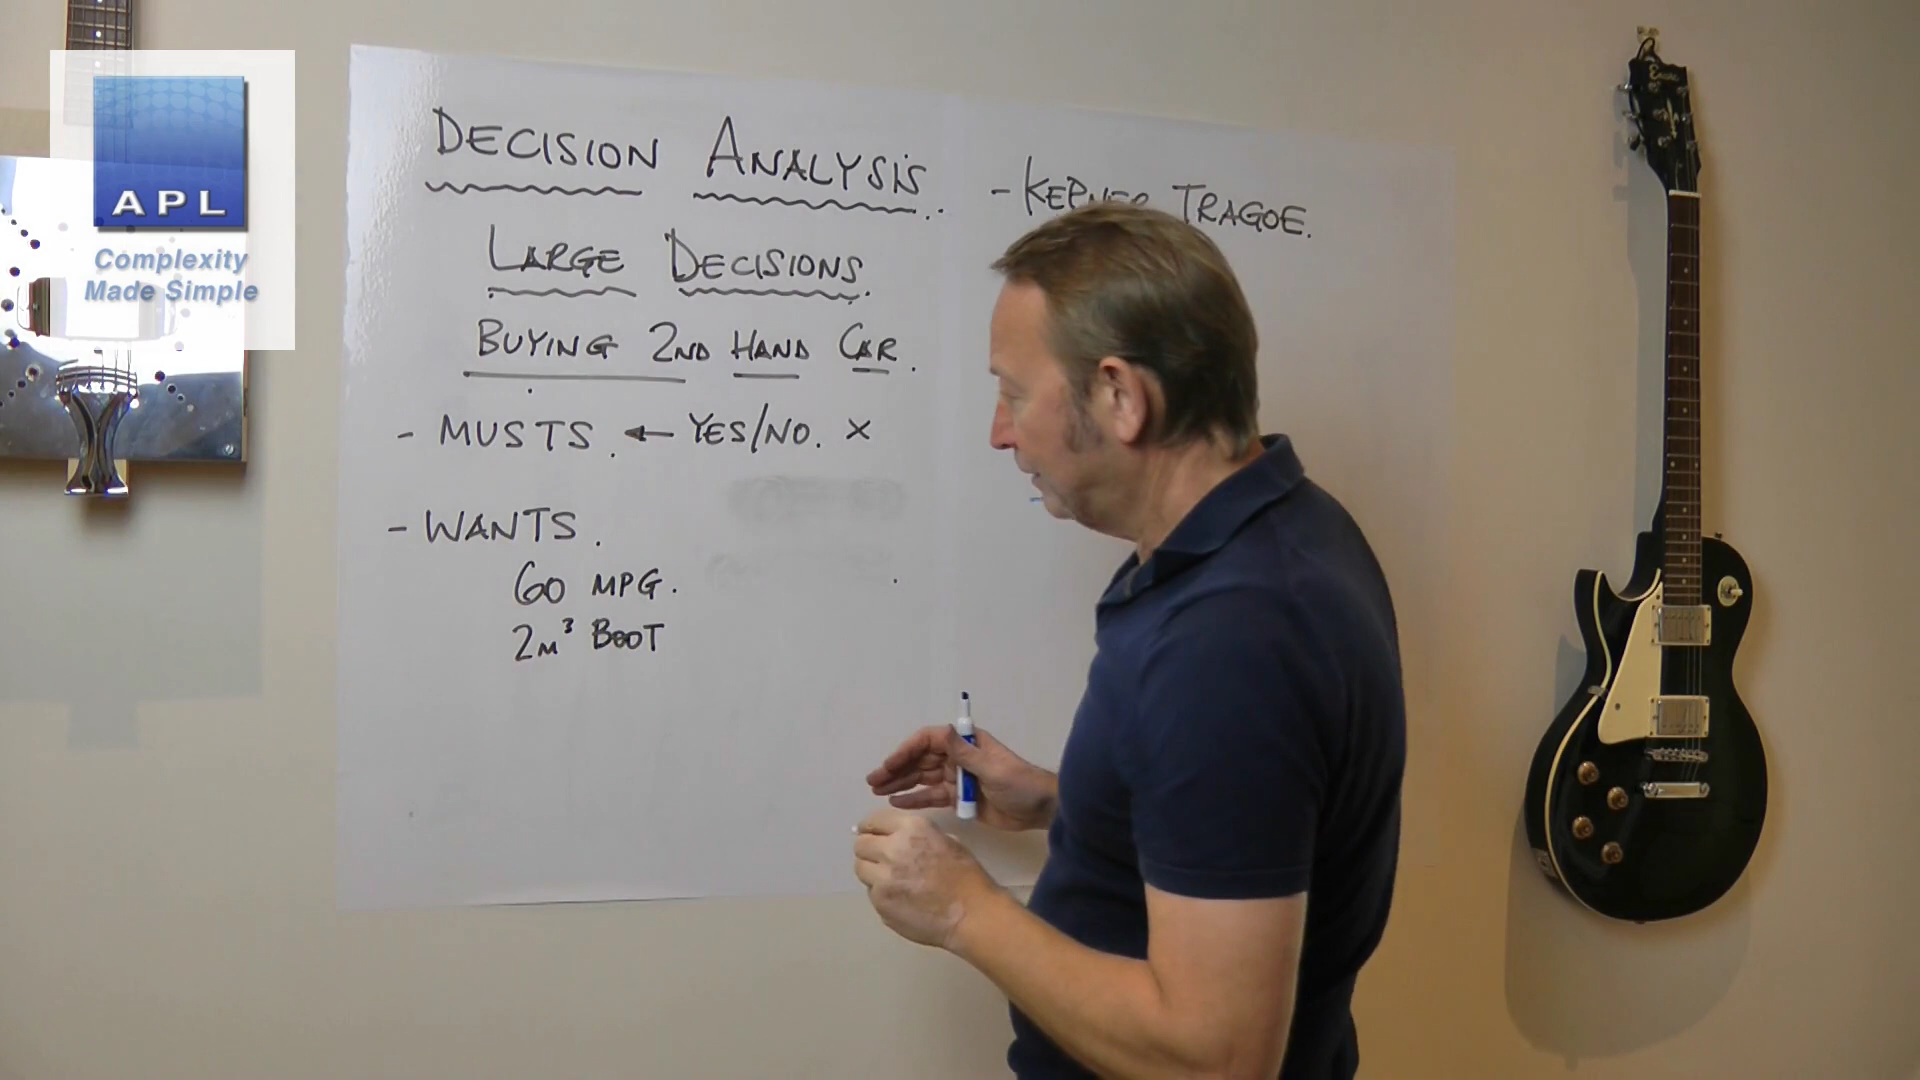 APL
Complexity
Made Simple
DECISION ANALYSIS.
- TRAGOE.
LARGE DECISIONS.
BUYING 2ND HAND CAR.
- MUSTS. ← YES/NO. ×
- WANTS.
60 MPG.
2m³ BOOT